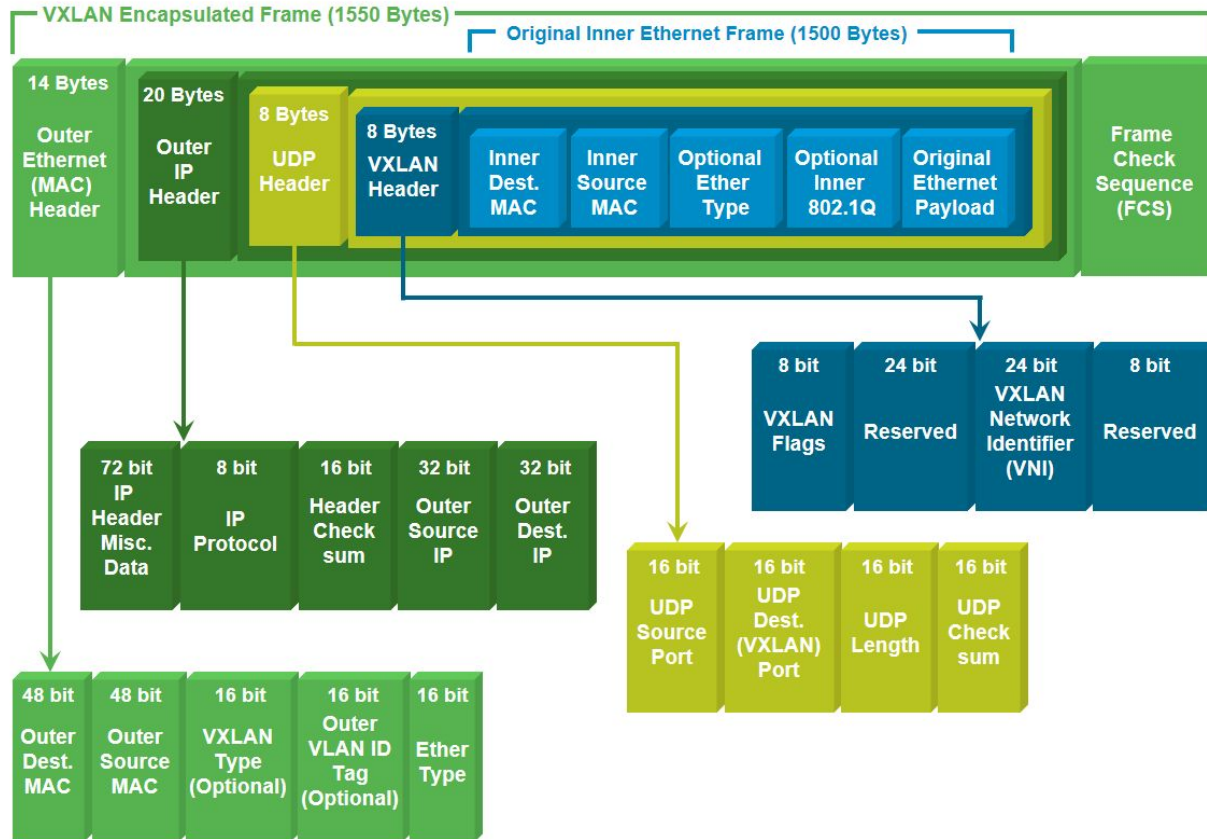 VXLAN Encapsulated Frame (1550 Bytes)
Original Inner Ethernet Frame (1500 Bytes)
14 Bytes
Outer
Ethernet
(MAC)
Header
20 Bytes
Outer
IP
Header
8 Bytes
UDP
Header
8 Bytes
VXLAN
Header
Inner
Dest.
MAC
Inner
Source
MAC
Optional
Ether
Type
Optional
Inner
802.1Q
Original
Ethernet
Payload
Frame
Check
Sequence
(FCS)
8 bit
VXLAN
Flags
24 bit
Reserved
24 bit
VXLAN
Network
Identifier
(VNI)
8 bit
Reserved
72 bit
IP
Header
Misc.
Data
8 bit
IP
Protocol
16 bit
Header
Check
sum
32 bit
Outer
Source
IP
32 bit
Outer
Dest.
IP
16 bit
UDP
Source
Port
16 bit
UDP
Dest.
(VXLAN)
Port
16 bit
UDP
Length
16 bit
UDP
Check
sum
48 bit
Outer
Dest.
MAC
48 bit
Outer
Source
MAC
16 bit
VXLAN
Type
(Optional)
16 bit
Outer
VLAN ID
Tag
(Optional)
16 bit
Ether
Type